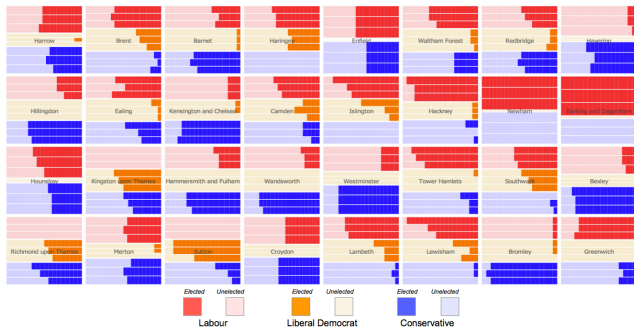 Harrow Brent Barnet Haringey Enfield Waltham Forest Redbridge Havering
Hillingdon Ealing Kensington and Chelsea Camden Islington Hackney Newham Barking and Dagenham
Hounslow Kingston upon Thames Hammersmith and Fulham Wandsworth Westminster Tower Hamlets Southwark Bexley
Richmond upon Thames Merton Sutton Croydon Lambeth Lewisham Bromley Greenwich
Elected Unelected Elected Unelected Elected Unelected
Labour Liberal Democrat Conservative